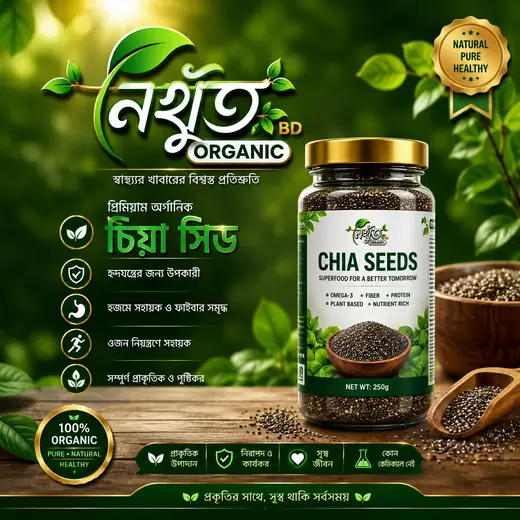 নিখুঁত
BD
ORGANIC
স্বাস্থ্যর খাবারের বিশ্বস্ত প্রতিশ্রুতি
NATURAL
PURE
HEALTHY
প্রিমিয়াম অর্গানিক
চিয়া সিড
হৃদযন্ত্রের জন্য উপকারী
হজমে সহায়ক ও ফাইবার সমৃদ্ধ
ওজন নিয়ন্ত্রণে সহায়ক
সম্পূর্ণ প্রাকৃতিক ও পুষ্টিকর
নিখুঁত
ORGANIC
CHIA SEEDS
SUPERFOOD FOR A BETTER TOMORROW
• OMEGA-3 • FIBER • PROTEIN
• PLANT BASED • NUTRIENT RICH
NET WT: 250g
100%
ORGANIC
PURE • NATURAL
HEALTHY
প্রাকৃতিক
উপাদান
নিরাপদ ও
কার্যকর
সুস্থ
জীবন
কোন
কেমিক্যাল নেই
প্রকৃতির সাথে, সুস্থ থাকি সর্বসময়